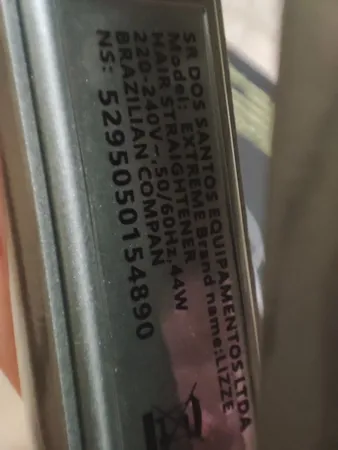 SR DOS SANTOS EQUIPAMENTOS LTDA
Model: EXTREME Brand name:LIZZE
HAIR STRAIGHTENER
220-240V~,50/60Hz,44W
BRAZILIAN COMPAN
NS: 5295050154890